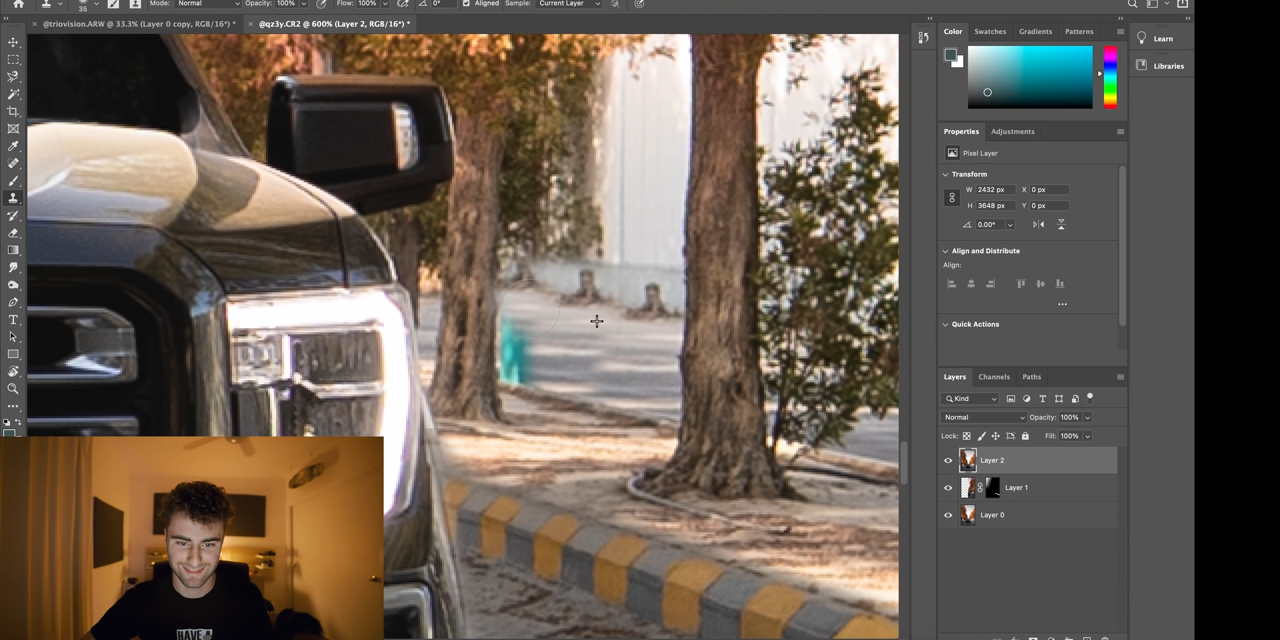 35
Mode: Normal Opacity: 100% Flow: 100% 0° Aligned Sample: Current Layer
@triovision.ARW @ 33.3% (Layer 0 copy, RGB/16*) *
@qz3y.CR2 @ 600% (Layer 2, RGB/16*) *
Color Swatches Gradients Patterns
Learn
Libraries
Properties Adjustments
Pixel Layer
Transform
W 2432 px X 0 px
H 3648 px Y 0 px
0.00°
Align and Distribute
Align:
Quick Actions
Layers Channels Paths
Kind
Normal Opacity: 100%
Lock: Fill: 100%
Layer 2
Layer 1
Layer 0
HAVE A